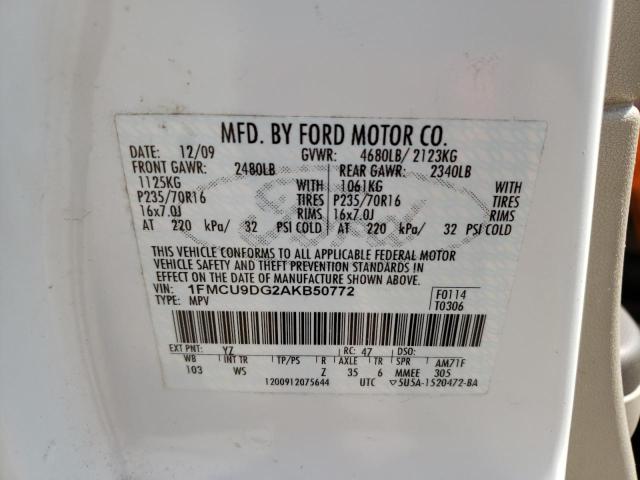 MFD. BY FORD MOTOR CO.
DATE: 12/09 GVWR: 4680LB/ 2123KG
FRONT GAWR: 2480LB REAR GAWR: 2340LB
1125KG WITH 1061KG WITH
P235/70R16 TIRES P235/70R16 TIRES
16x7.0J RIMS 16x7.0J RIMS
AT 220 kPa/ 32 PSI COLD AT 220 kPa/ 32 PSI COLD
THIS VEHICLE CONFORMS TO ALL APPLICABLE FEDERAL MOTOR
VEHICLE SAFETY AND THEFT PREVENTION STANDARDS IN
EFFECT ON THE DATE OF MANUFACTURE SHOWN ABOVE.
VIN: 1FMCU9DG2AKB50772 F0114
TYPE: MPV T0306
EXT PNT: YZ RC: 47 DSO:
WB INT TR TP/PS R AXLE TR SPR AM71F
103 WS Z 35 6 MMEE 305
1200912075644 UTC ▽5U5A-1520472-BA